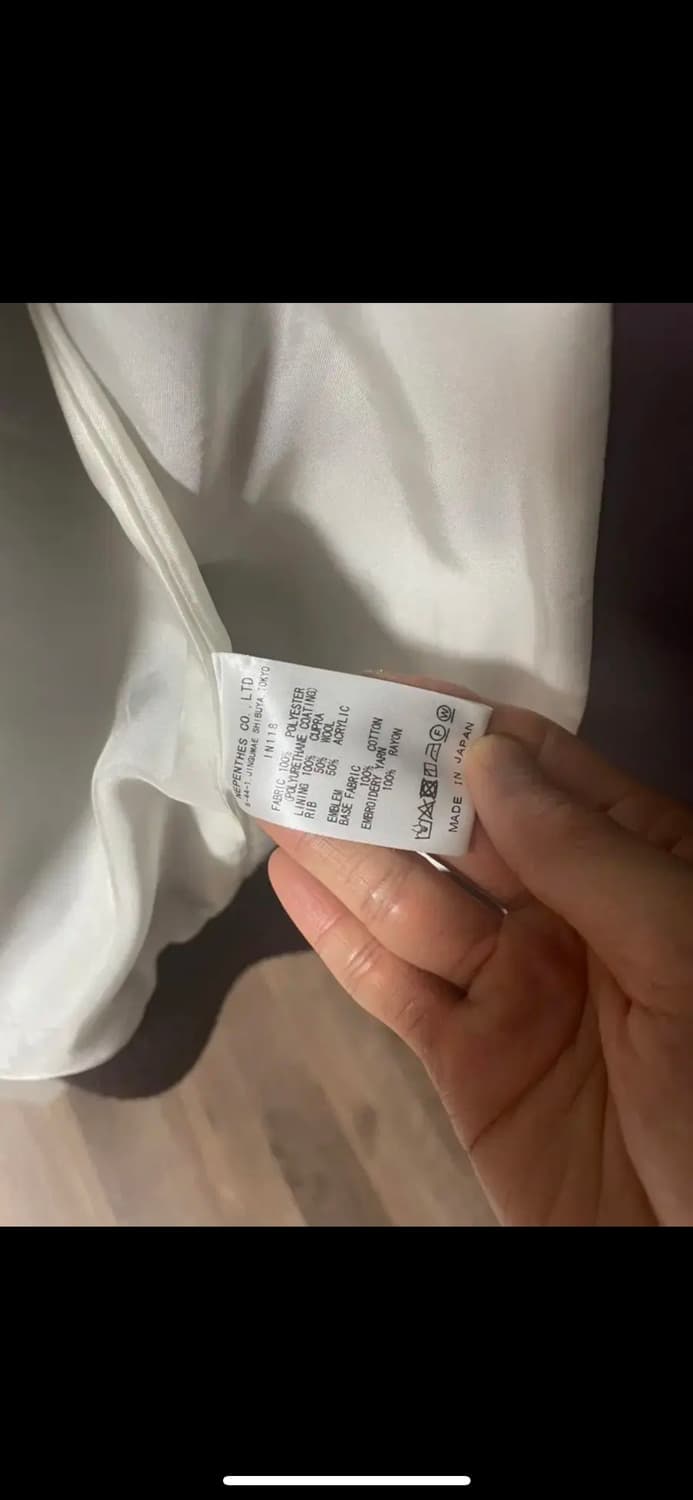 NEPENTHES CO., LTD
8-44-1 JINGUMAE SHIBUYA TOKYO
IN118
FABRIC 100% POLYESTER
(POLYURETHANE COATING)
LINING 100% CUPRA
RIB 50% WOOL
50% ACRYLIC
EMBLEM
BASE FABRIC
100% COTTON
EMBROIDERY YARN
100% RAYON
MADE IN JAPAN